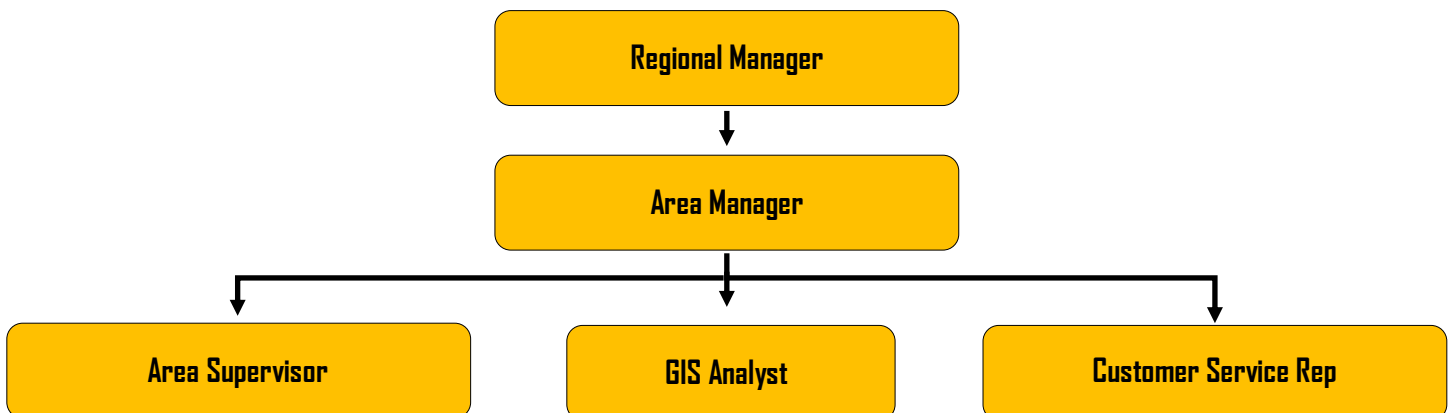 Regional Manager
Area Manager
Area Supervisor
GIS Analyst
Customer Service Rep